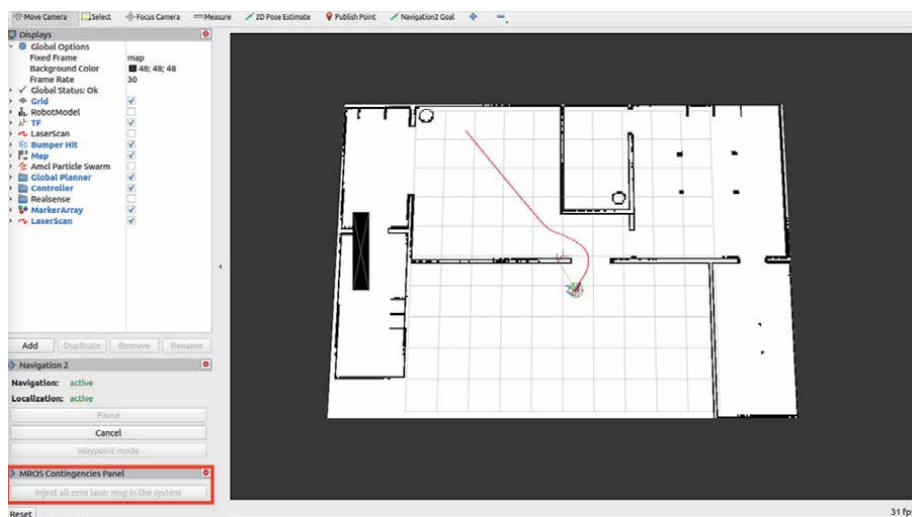 Move Camera Select Focus Camera Measure 2D Pose Estimate Publish Point Navigation2 Goal
Displays
Global Options
Fixed Frame map
Background Color 48; 48; 48
Frame Rate 30
Global Status: Ok
Grid
RobotModel
TF
LaserScan
Bumper Hit
Map
Amcl Particle Swarm
Global Planner
Controller
Realsense
MarkerArray
LaserScan
Add Duplicate Remove Rename
Navigation 2
Navigation: active
Localization: active
Pause
Cancel
Waypoint mode
MROS Contingencies Panel
Inject all-zero laser msg in the system
Reset 31 fps